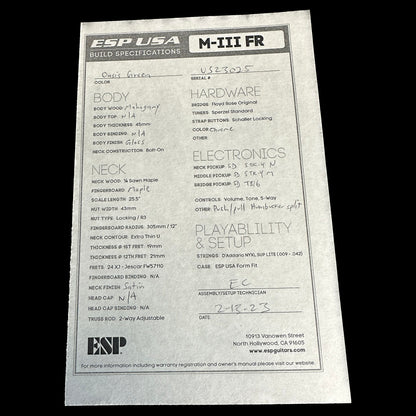 ESP USA
BUILD SPECIFICATIONS
M-III FR
Oasis Green
COLOR
US23025
SERIAL #
BODY
BODY WOOD: Mahogany
BODY TOP: N/A
BODY THICKNESS: 45mm
BODY BINDING: N/A
BODY FINISH: Gloss
NECK CONSTRUCTION: Bolt-On
NECK
NECK WOOD: ¼ Sawn Maple
FINGERBOARD: Maple
SCALE LENGTH: 25.5"
NUT WIDTH: 43mm
NUT TYPE: Locking / R3
FINGERBOARD RADIUS: 305mm / 12"
NECK CONTOUR: Extra Thin U
THICKNESS @ 1ST FRET: 19mm
THICKNESS @ 12TH FRET: 21mm
FRETS: 24 XJ - Jescar FW57110
FINGERBOARD BINDING: N/A
NECK FINISH: Satin
HEAD CAP: N/A
HEAD CAP BINDING: N/A
TRUSS ROD: 2-Way Adjustable
HARDWARE
BRIDGE: Floyd Rose Original
TUNERS: Sperzel Standard
STRAP BUTTONS: Schaller Locking
COLOR: Chrome
OTHER:
ELECTRONICS
NECK PICKUP: SD STK-4 N
MIDDLE PICKUP: SD STK-4 M
BRIDGE PICKUP: SD TB16
CONTROLS: Volume, Tone, 5-Way
OTHER: Push/pull Humbucker split
PLAYABLILITY
& SETUP
STRINGS: D'Addario NYXL SUP LITE (.009 - .042)
CASE: ESP USA Form Fit
EC
ASSEMBLY/SETUP TECHNICIAN
2-13-23
DATE
ESP
10913 Vanowen Street
North Hollywood, CA 91605
www.espguitars.com
For more information including warranty registration and owner's manual please visit our website.